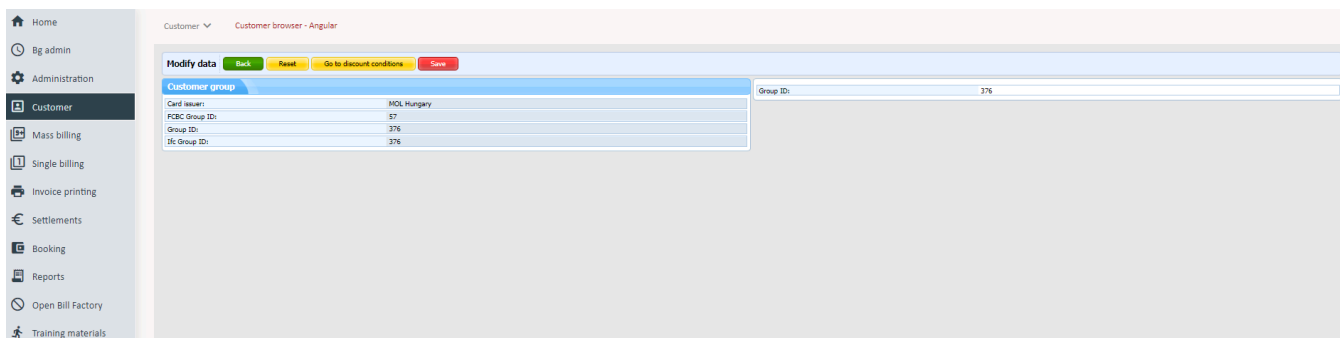 Home
Bg admin
Administration
Customer
Mass billing
Single billing
Invoice printing
Settlements
Booking
Reports
Open Bill Factory
Training materials
Customer Customer browser - Angular
Modify data Back Reset Go to discount conditions Save
Customer group
Card issuer: MOL Hungary
FCBC Group ID: 57
Group ID: 376
Ifc Group ID: 376
Group ID: 376